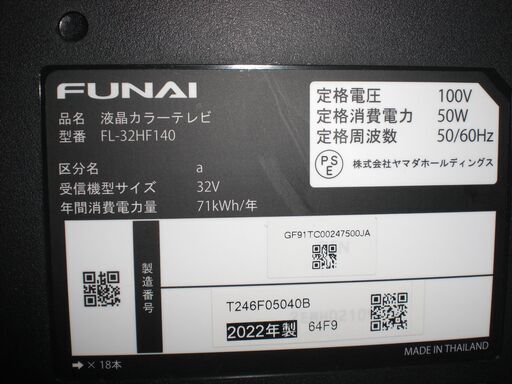 FUNAI
品名 液晶カラーテレビ
型番 FL-32HF140
区分名 a
受信機型サイズ 32V
年間消費電力量 71kWh/年
定格電圧 100V
定格消費電力 50W
定格周波数 50/60Hz
PSE 株式会社ヤマダホールディングス
製造番号
GF91TC00247500JA
T246F05040B
2022年製 64F9
→× 18本
MADE IN THAILAND